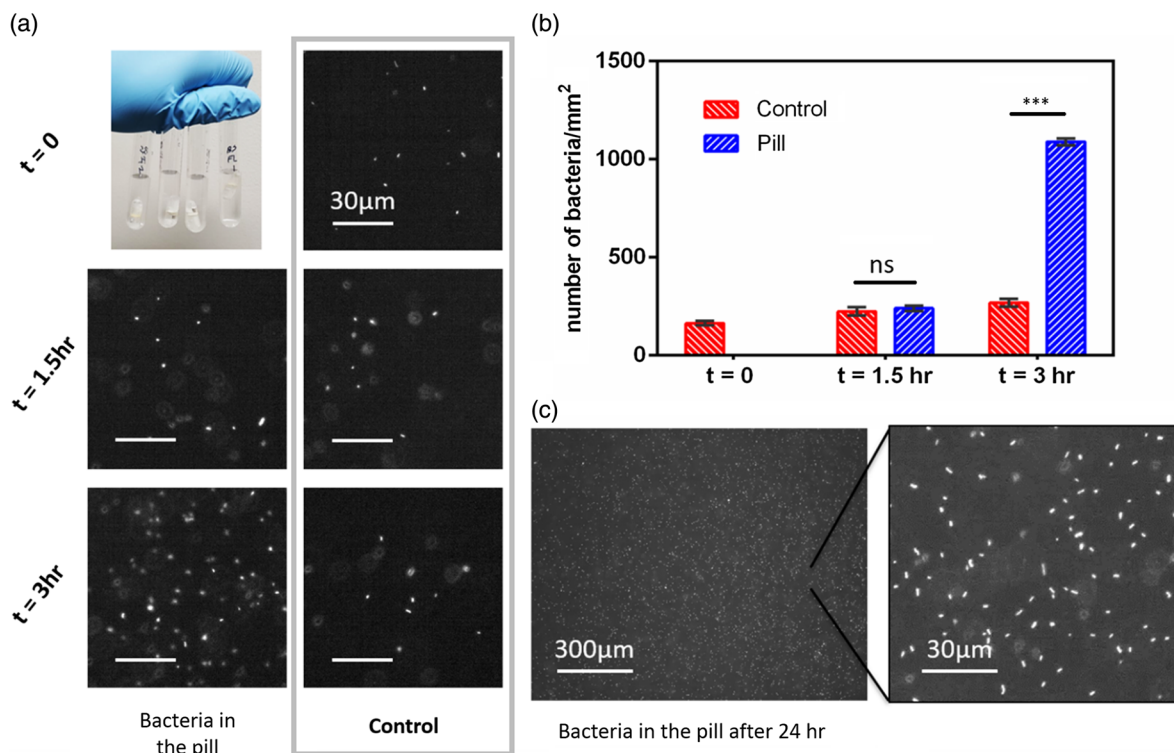 (a)
t = 0
30µm
t = 1.5hr
t = 3hr
Bacteria in
the pill
Control
(b)
number of bacteria/mm²
1500
1000
500
0
Control
Pill
ns
***
t = 0
t = 1.5 hr
t = 3 hr
(c)
300µm
30µm
Bacteria in the pill after 24 hr